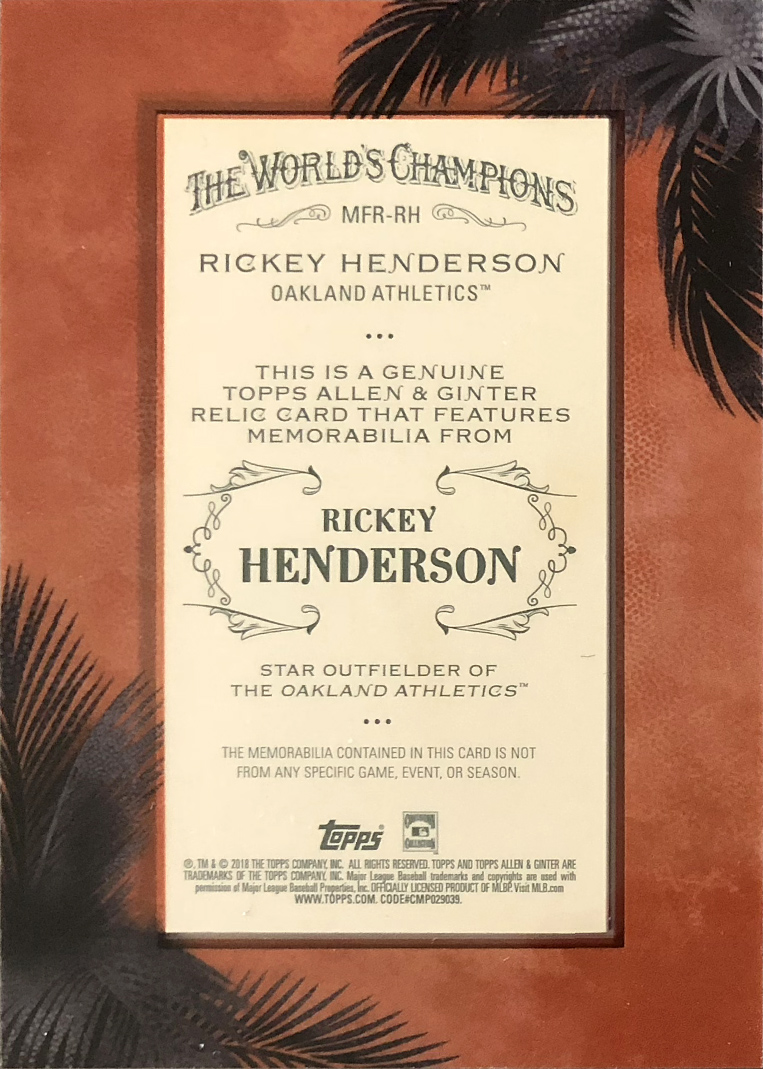 THE WORLD'S CHAMPIONS
MFR-RH
RICKEY HENDERSON
OAKLAND ATHLETICS™
•••
THIS IS A GENUINE
TOPPS ALLEN & GINTER
RELIC CARD THAT FEATURES
MEMORABILIA FROM
RICKEY
HENDERSON
STAR OUTFIELDER OF
THE OAKLAND ATHLETICS™
•••
THE MEMORABILIA CONTAINED IN THIS CARD IS NOT
FROM ANY SPECIFIC GAME, EVENT, OR SEASON.
Topps®
®, TM & © 2018 THE TOPPS COMPANY, INC. ALL RIGHTS RESERVED. TOPPS AND TOPPS ALLEN & GINTER ARE
TRADEMARKS OF THE TOPPS COMPANY, INC. Major League Baseball trademarks and copyrights are used with
permission of Major League Baseball Properties, Inc. OFFICIALLY LICENSED PRODUCT OF MLBP. Visit MLB.com
WWW.TOPPS.COM. CODE#CMP029039.